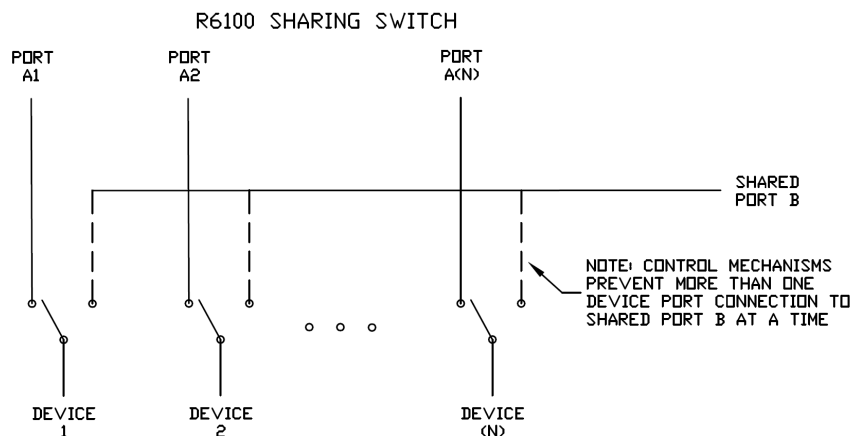 R6100 SHARING SWITCH
PORT
A1
PORT
A2
PORT
A(N)
SHARED
PORT B
NOTE: CONTROL MECHANISMS
PREVENT MORE THAN ONE
DEVICE PORT CONNECTION TO
SHARED PORT B AT A TIME
DEVICE
1
DEVICE
2
DEVICE
(N)